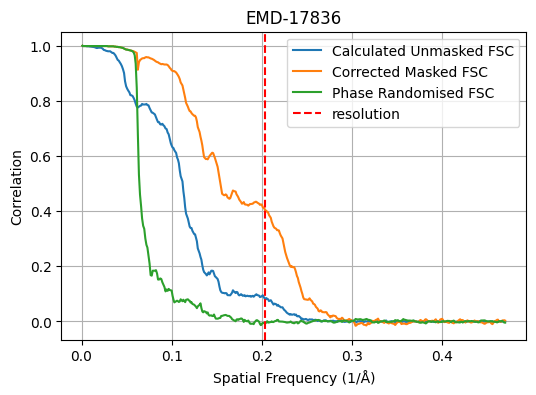 EMD-17836
Correlation
1.0
0.8
0.6
0.4
0.2
0.0
Calculated Unmasked FSC
Corrected Masked FSC
Phase Randomised FSC
resolution
0.0 0.1 0.2 0.3 0.4
Spatial Frequency (1/Å)